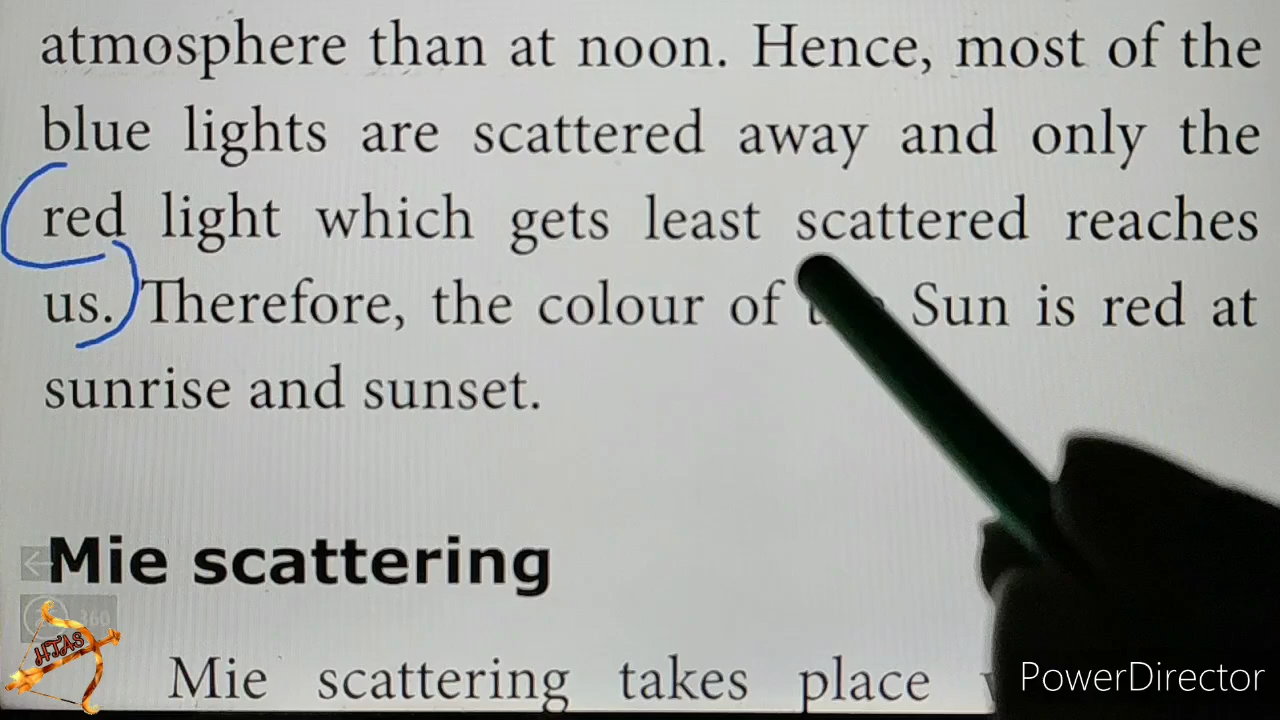 atmosphere than at noon. Hence, most of the
blue lights are scattered away and only the
red light which gets least scattered reaches
us. Therefore, the colour of Sun is red at
sunrise and sunset.
Mie scattering
360
HTAS
Mie scattering takes place
PowerDirector